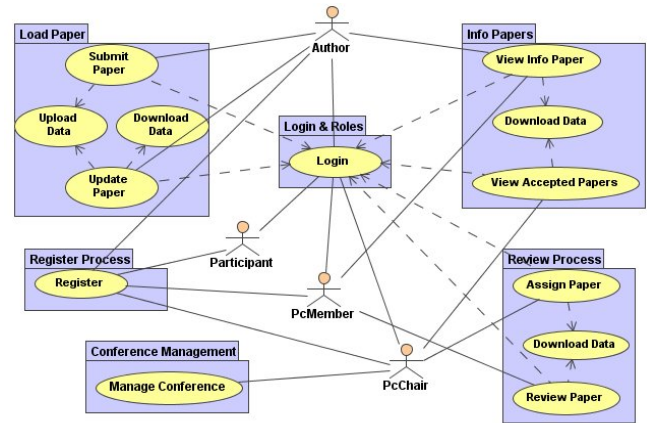 Load Paper
Submit
Paper
Upload
Data
Download
Data
Update
Paper
Author
Info Papers
View Info Paper
Download Data
View Accepted Papers
Login & Roles
Login
Participant
Register Process
Register
PcMember
Review Process
Assign Paper
Download Data
Review Paper
Conference Management
Manage Conference
PcChair